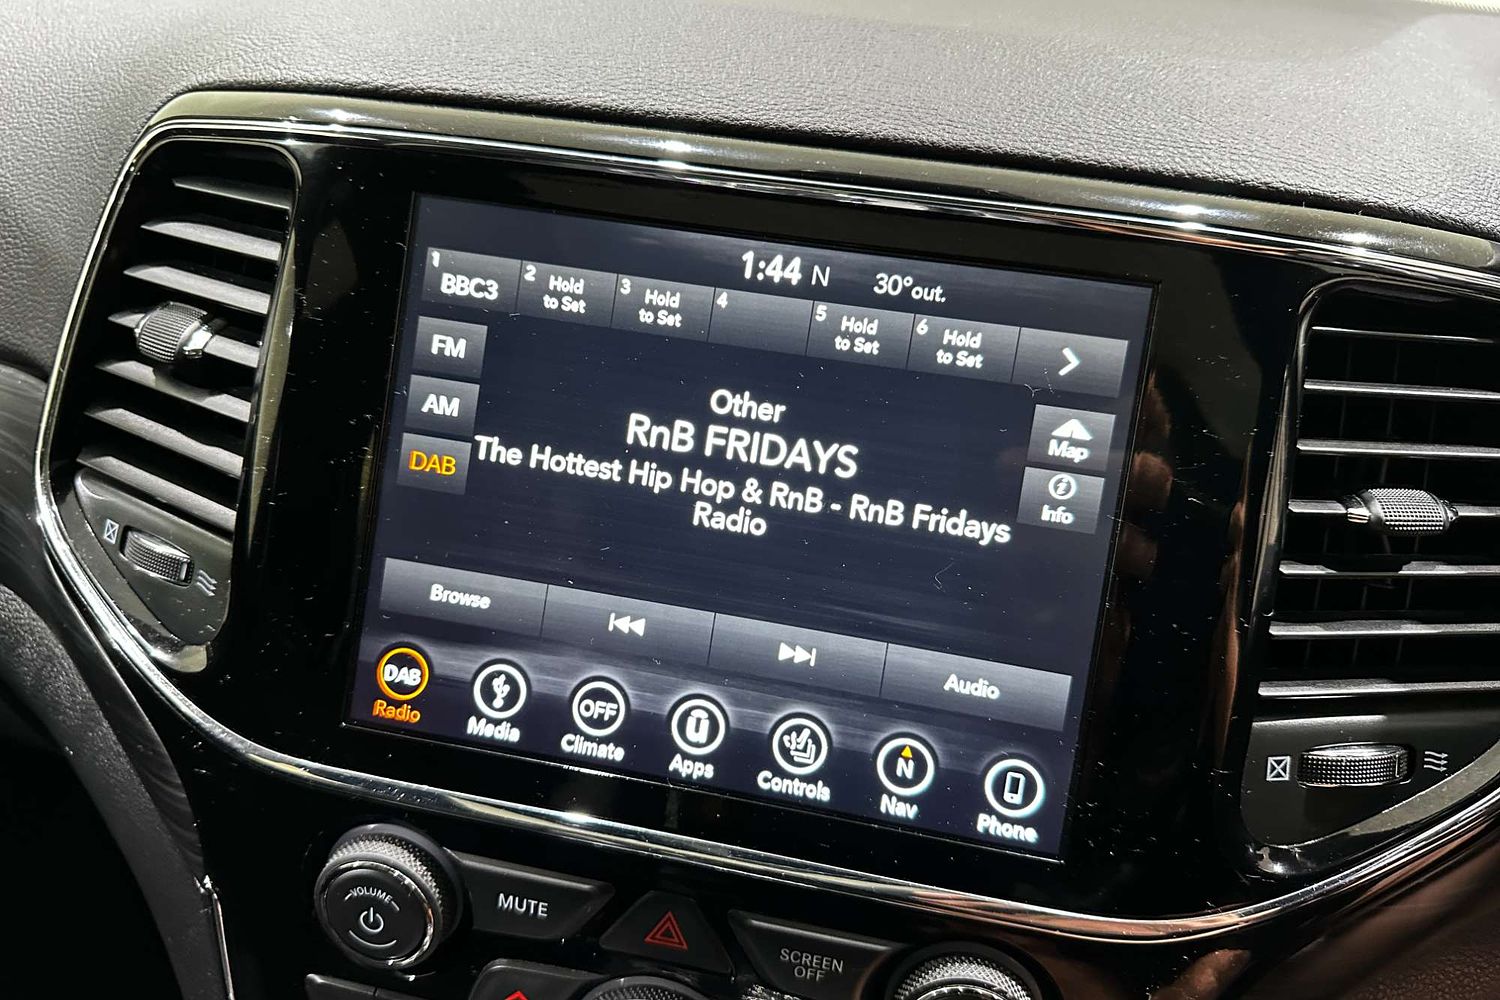 1:44 N 30°out.
1 BBC3
2 Hold
to Set
3 Hold
to Set
4
5 Hold
to Set
6 Hold
to Set
FM
AM
DAB
Other
RnB FRIDAYS
The Hottest Hip Hop & RnB - RnB Fridays
Radio
Map
Info
Browse
Audio
DAB
Radio
Media
OFF
Climate
Apps
Controls
N
Nav
Phone
VOLUME
MUTE
SCREEN
OFF